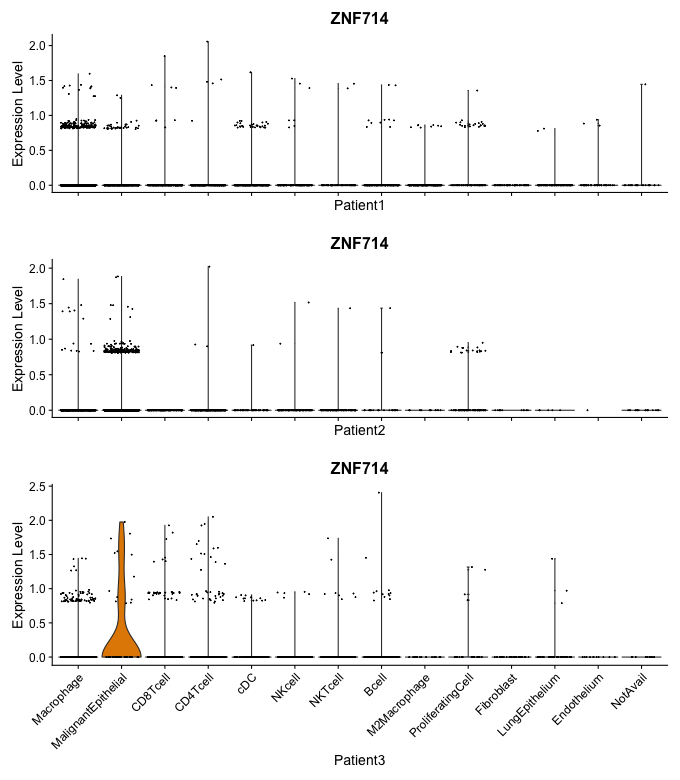 ZNF714
Expression Level
2.0
1.5
1.0
0.5
0.0
Patient1
ZNF714
Expression Level
2.0
1.5
1.0
0.5
0.0
Patient2
ZNF714
Expression Level
2.5
2.0
1.5
1.0
0.5
0.0
Macrophage
MalignantEpithelial
CD8Tcell
CD4Tcell
cDC
NKcell
NKTcell
Bcell
M2Macrophage
ProliferatingCell
Fibroblast
LungEpithelium
Endothelium
NotAvail
Patient3